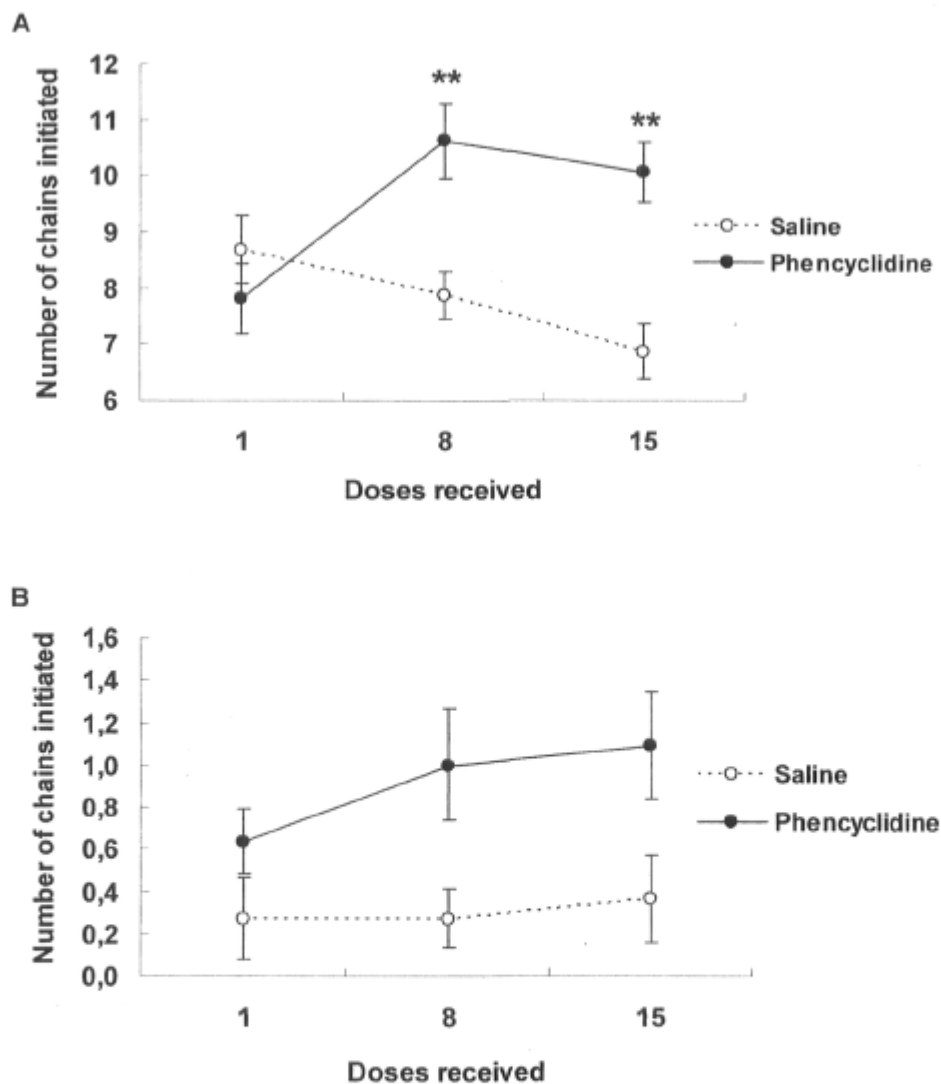 A
Number of chains initiated
12
11
10
9
8
7
6
**
**
1 8 15
Doses received
Saline
Phencyclidine
B
Number of chains initiated
1,6
1,4
1,2
1,0
0,8
0,6
0,4
0,2
0,0
1 8 15
Doses received
Saline
Phencyclidine